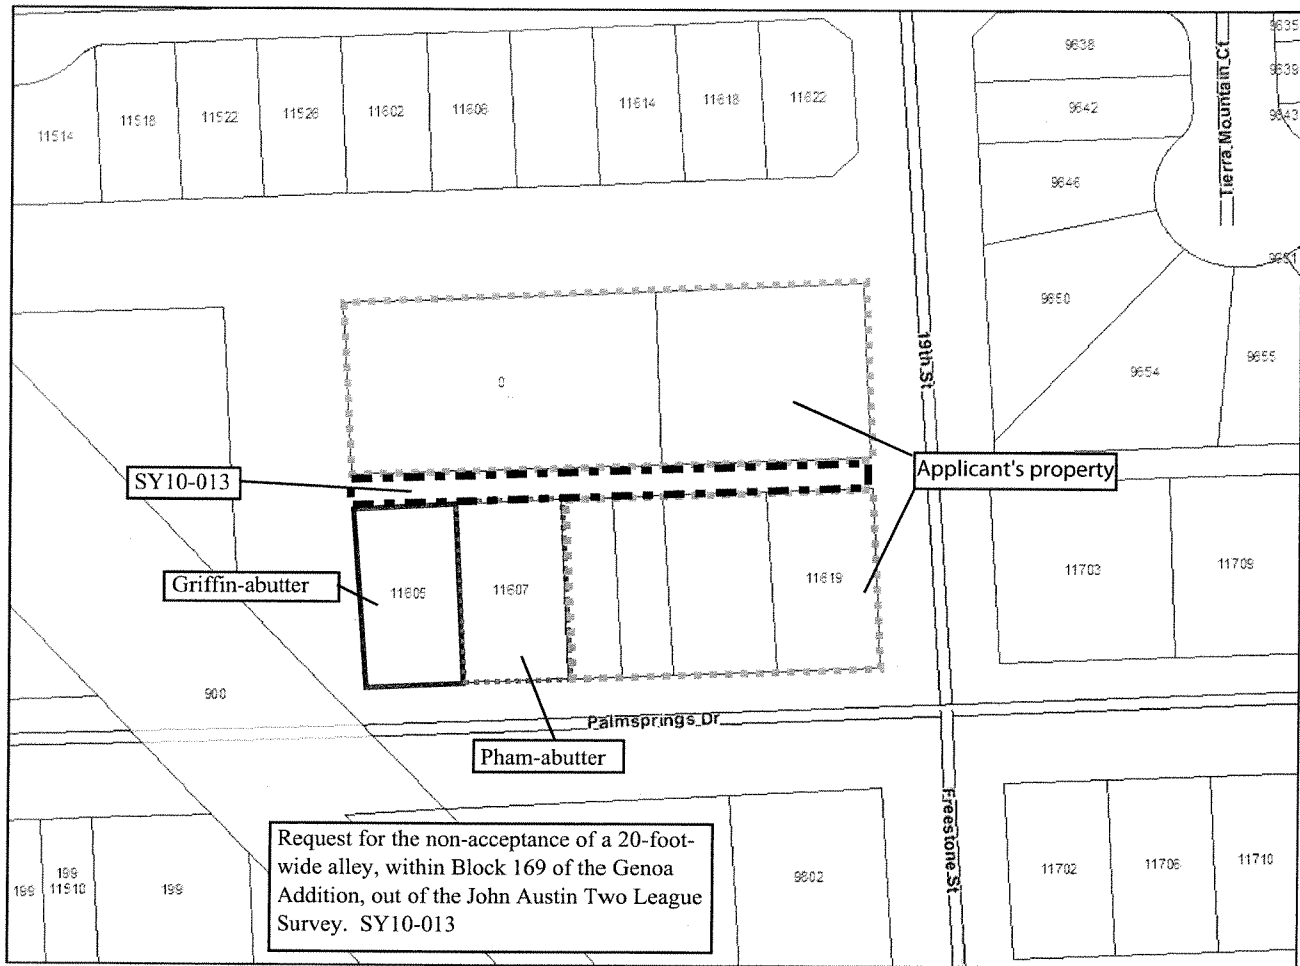 9635
9638
9639
11622
11618
11614
11606
11602
11526
11522
11518
11514
9642
9643
Tierra Mountain Ct
9646
9650
9651
19th St
9655
9654
0
SY10-013
Applicant's property
11703
11709
Griffin-abutter
11605
11607
11619
900
Palmsprings Dr
Pham-abutter
Freestone St
Request for the non-acceptance of a 20-foot-
wide alley, within Block 169 of the Genoa
Addition, out of the John Austin Two League
Survey. SY10-013
199
199
11510
199
9802
11702
11706
11710